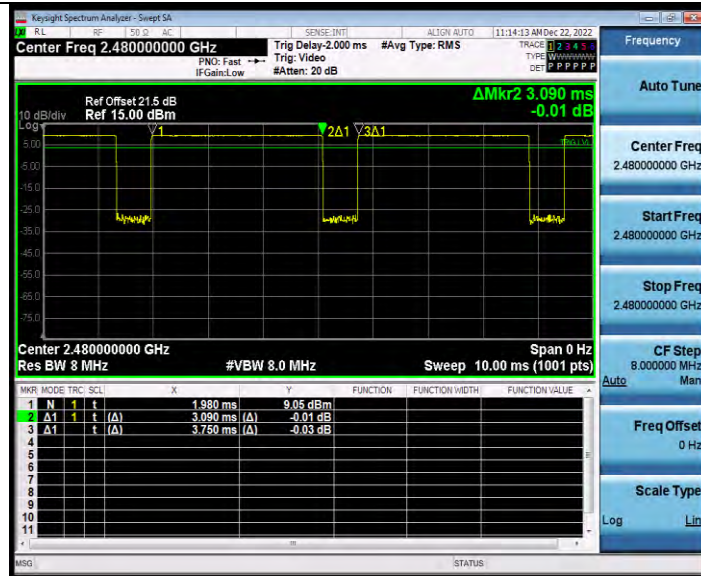 Keysight Spectrum Analyzer - Swept SA
LXI RL RF 50 Ω AC SENSE:INT ALIGN AUTO 11:14:13 AM Dec 22, 2022
Center Freq 2.480000000 GHz
PNO: Fast
IFGain:Low
Trig Delay-2.000 ms
Trig: Video
#Atten: 20 dB
#Avg Type: RMS
TRACE 1 2 3 4 5 6
TYPE WWWWWW
DET P P P P P P
ΔMkr2 3.090 ms
-0.01 dB
Ref Offset 21.5 dB
10 dB/div Ref 15.00 dBm
Log
1
2Δ1
3Δ1
TRIG LVL
5.00
-5.00
-15.0
-25.0
-35.0
-45.0
-55.0
-65.0
-75.0
Center 2.480000000 GHz
Span 0 Hz
Res BW 8 MHz
#VBW 8.0 MHz
Sweep 10.00 ms (1001 pts)
MKR MODE TRC SCL X Y FUNCTION FUNCTION WIDTH FUNCTION VALUE
1 N 1 t 1.980 ms 9.05 dBm
2 Δ1 1 t (Δ) 3.090 ms (Δ) -0.01 dB
3 Δ1 t (Δ) 3.750 ms (Δ) -0.03 dB
4
5
6
7
8
9
10
11
MSG
STATUS
Frequency
Auto Tune
Center Freq
2.480000000 GHz
Start Freq
2.480000000 GHz
Stop Freq
2.480000000 GHz
CF Step
8.000000 MHz
Auto Man
Freq Offset
0 Hz
Scale Type
Log Lin